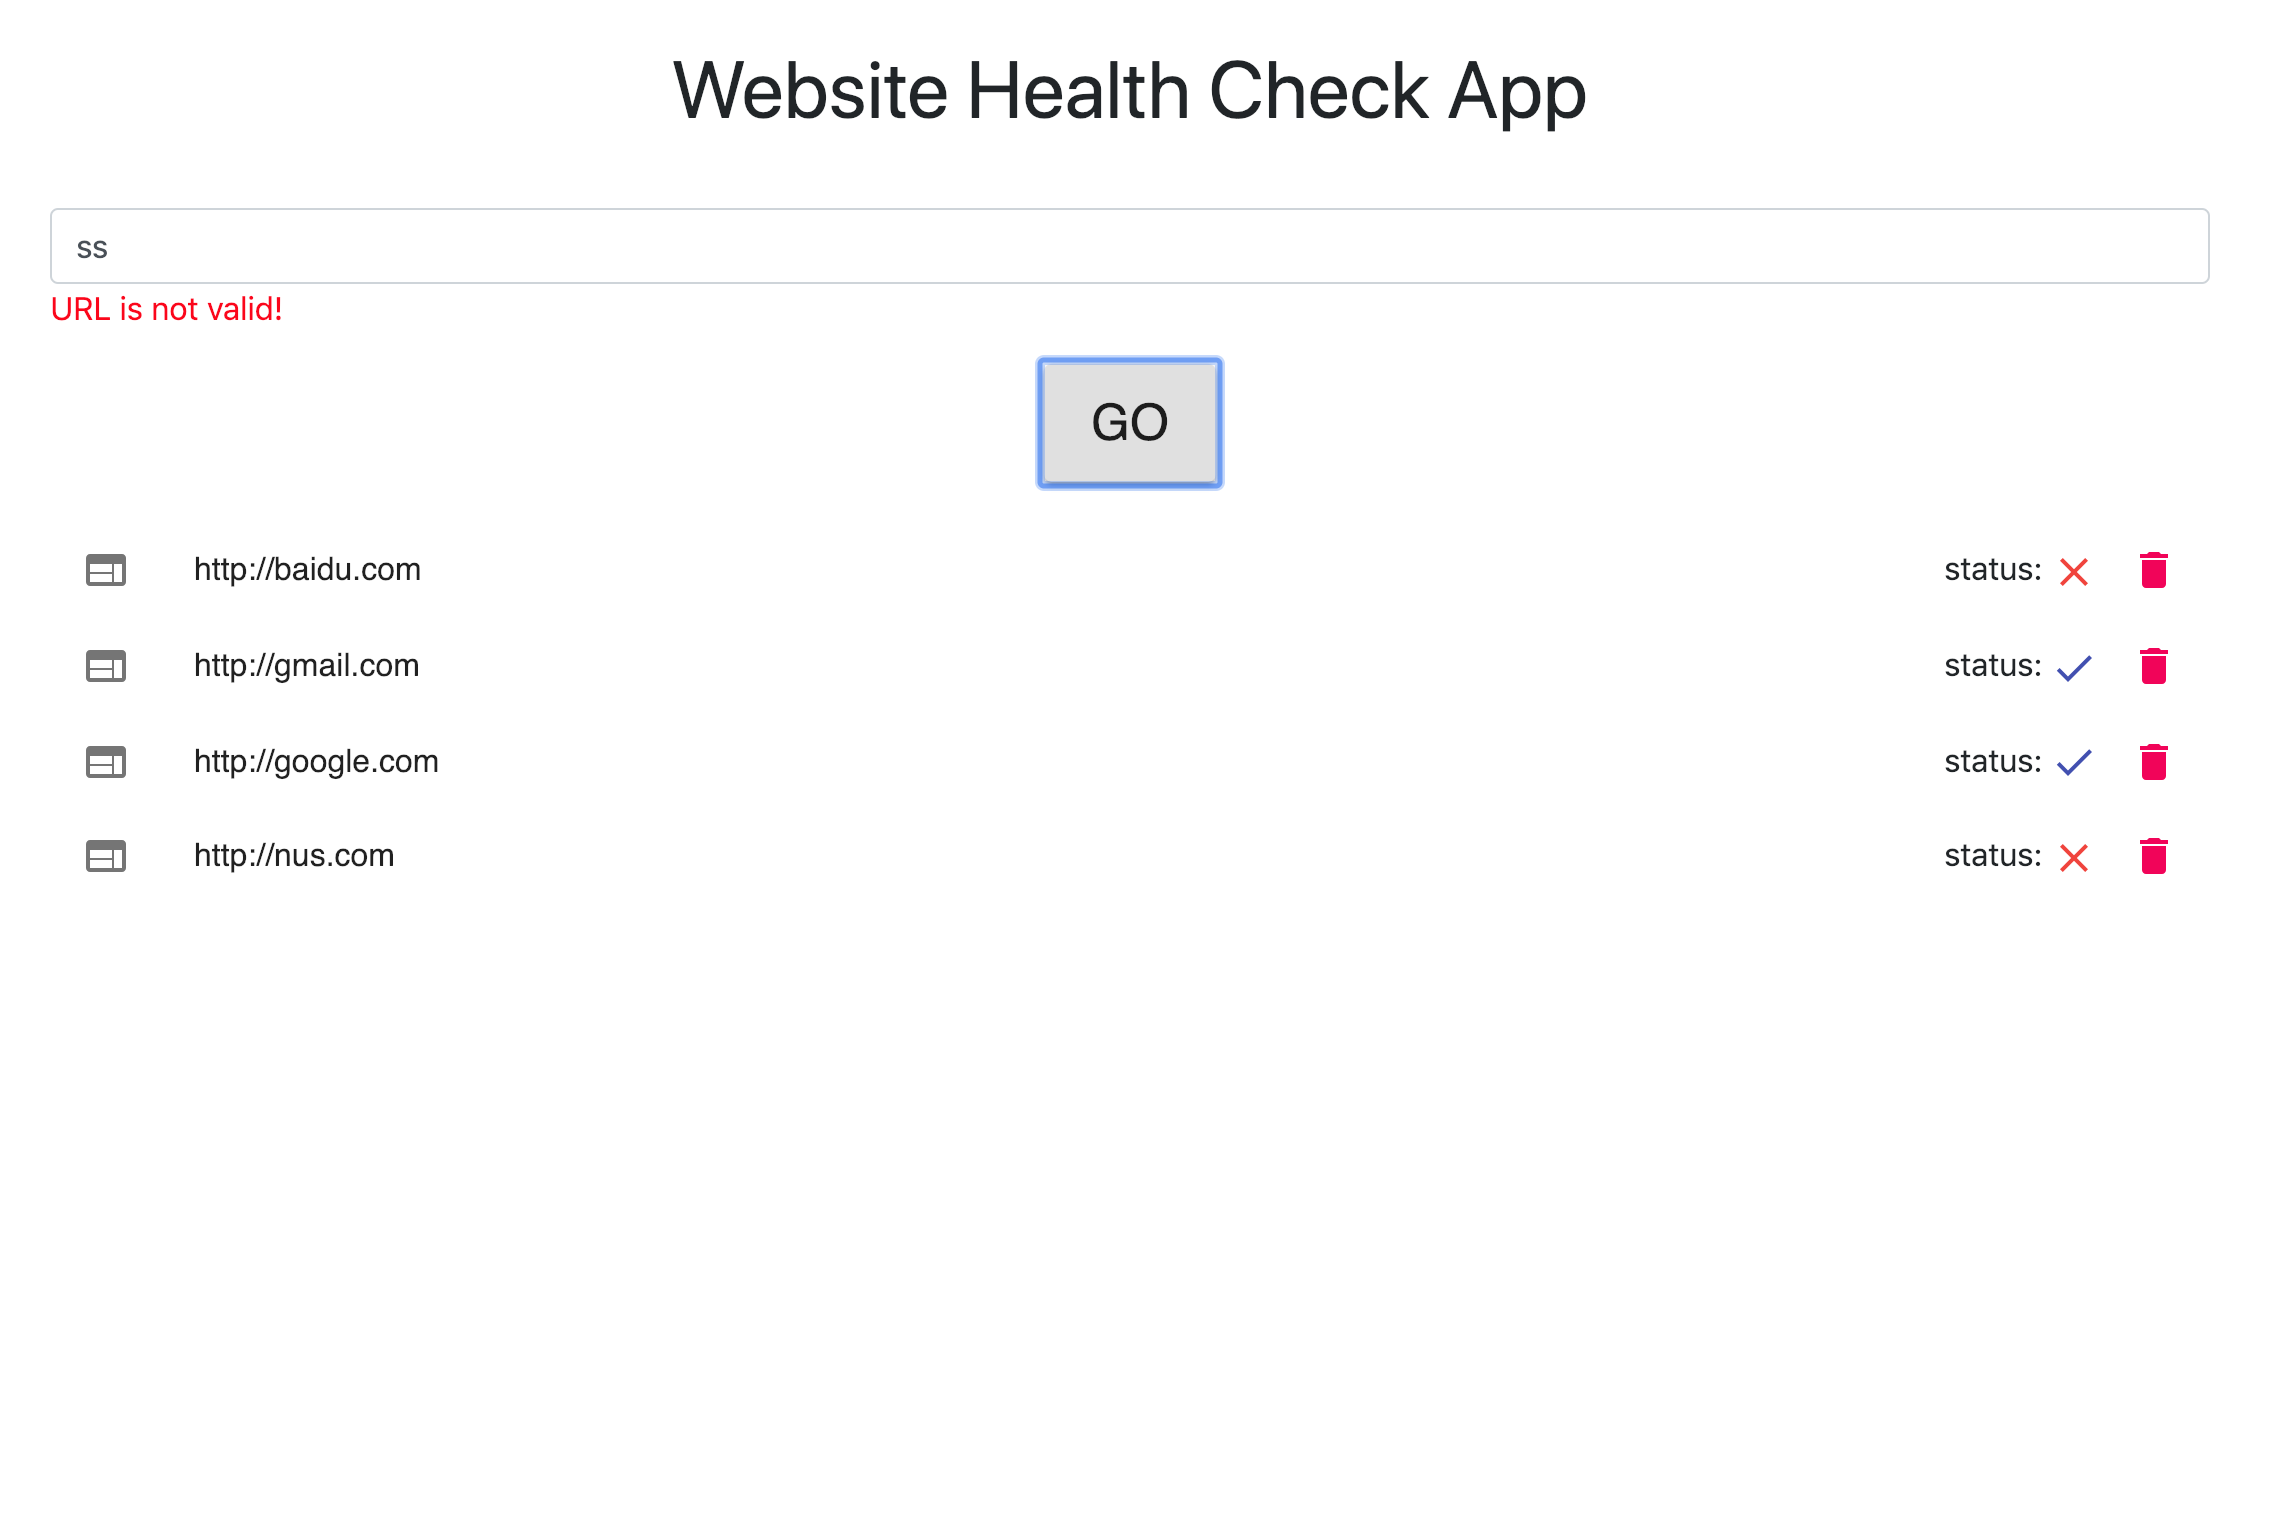 Website Health Check App
ss
URL is not valid!
GO
http://baidu.com status:
http://gmail.com status:
http://google.com status:
http://nus.com status: